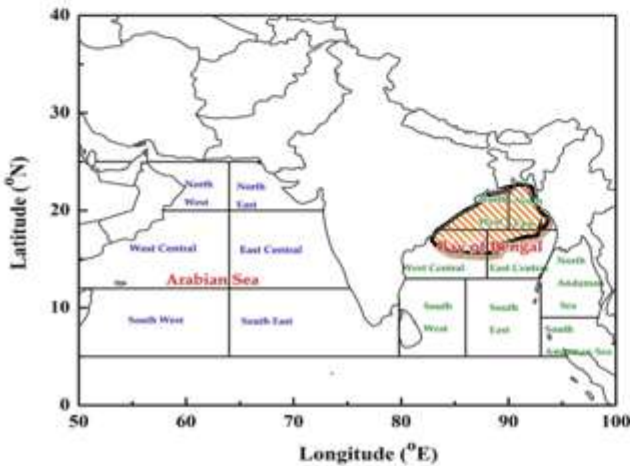 40
30
20
10
0
50
60
70
80
90
100
Latitude (°N)
Longitude (°E)
North
West
North
East
West Central
East Central
Arabian Sea
South West
South East
Bay of Bengal
West Central
East Central
North
Andaman
Sea
South
West
South
East
South
Andaman Sea